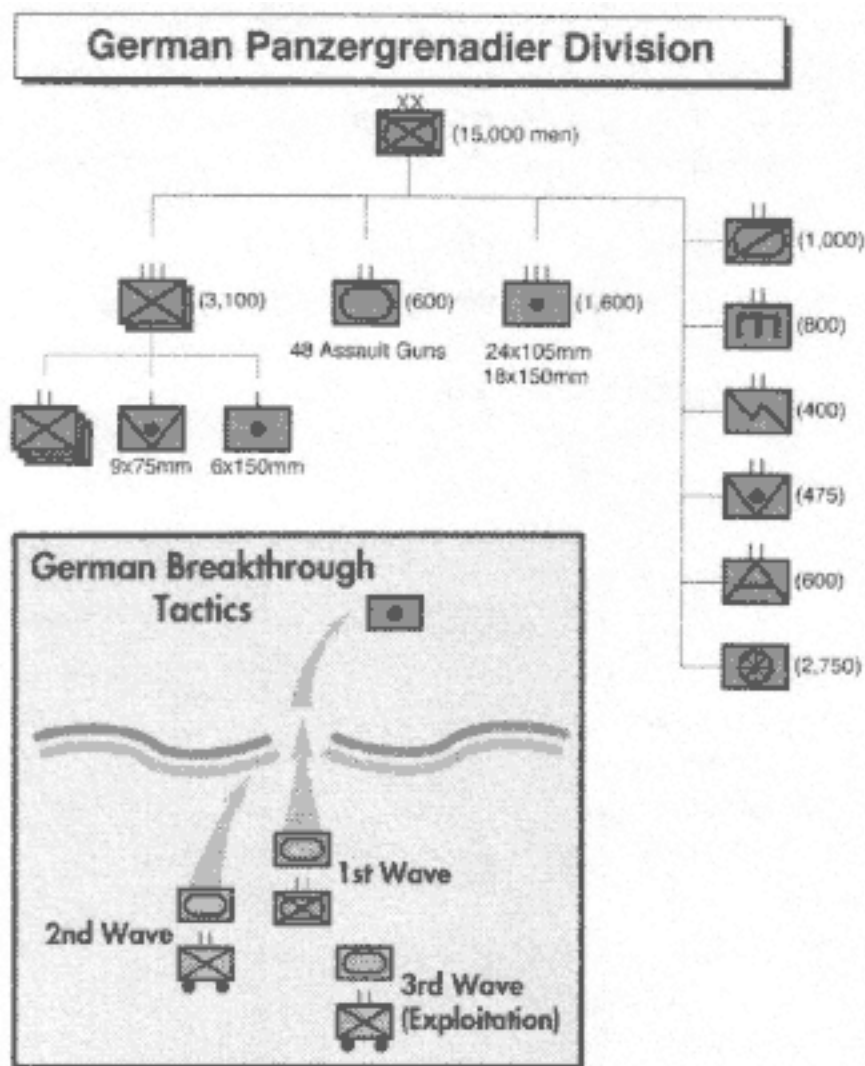 German Panzergrenadier Division
XX
(15,000 men)
(1,000)
(3,100)
(600)
(1,600)
(800)
48 Assault Guns
24x105mm
18x150mm
(400)
9x75mm
6x150mm
(475)
(600)
(2,750)
German Breakthrough
Tactics
1st Wave
2nd Wave
3rd Wave
(Exploitation)